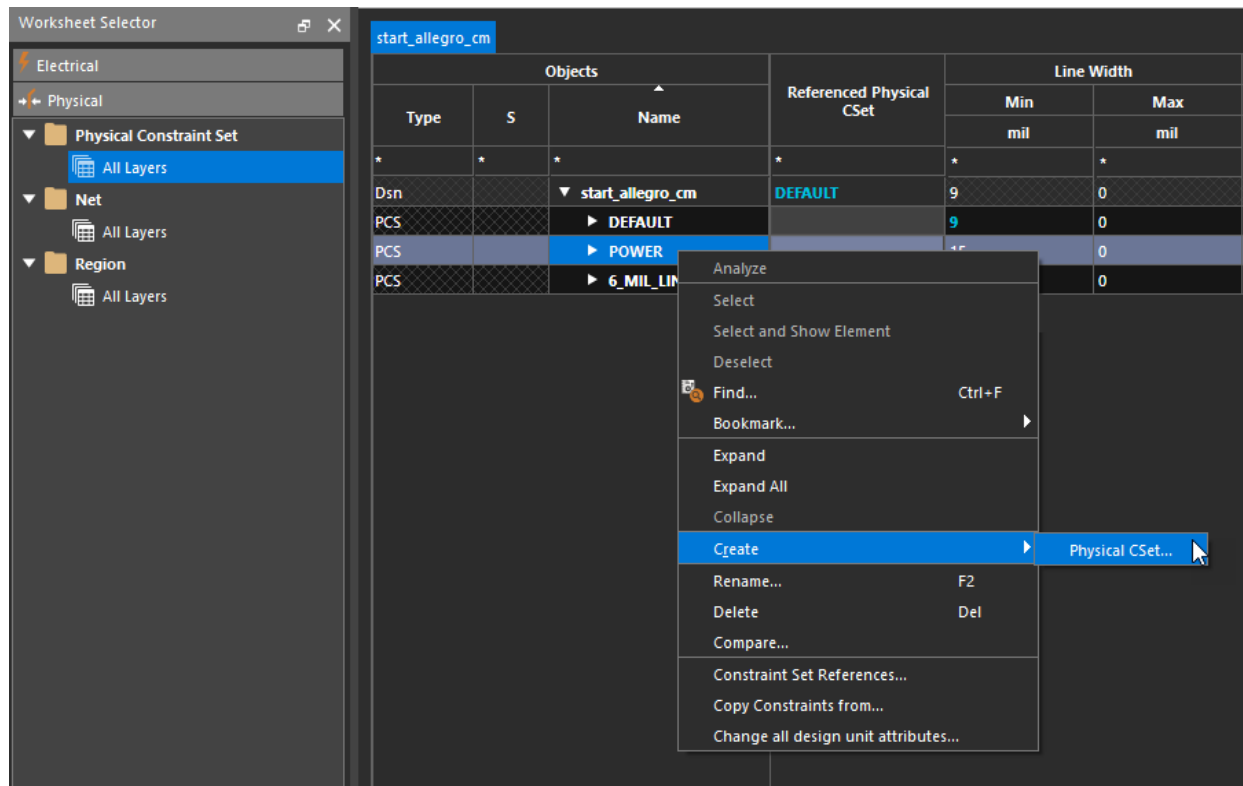 Worksheet Selector
Electrical
Physical
Physical Constraint Set
All Layers
Net
All Layers
Region
All Layers
start_allegro_cm
Objects
Referenced Physical CSet
Line Width
Type S Name
Min Max
mil mil
* * * * * *
Dsn start_allegro_cm DEFAULT 9 0
PCS DEFAULT 9 0
PCS POWER 15 0
PCS 6_MIL_LIN 0
Analyze
Select
Select and Show Element
Deselect
Find... Ctrl+F
Bookmark...
Expand
Expand All
Collapse
Create
Physical CSet...
Rename... F2
Delete Del
Compare...
Constraint Set References...
Copy Constraints from...
Change all design unit attributes...